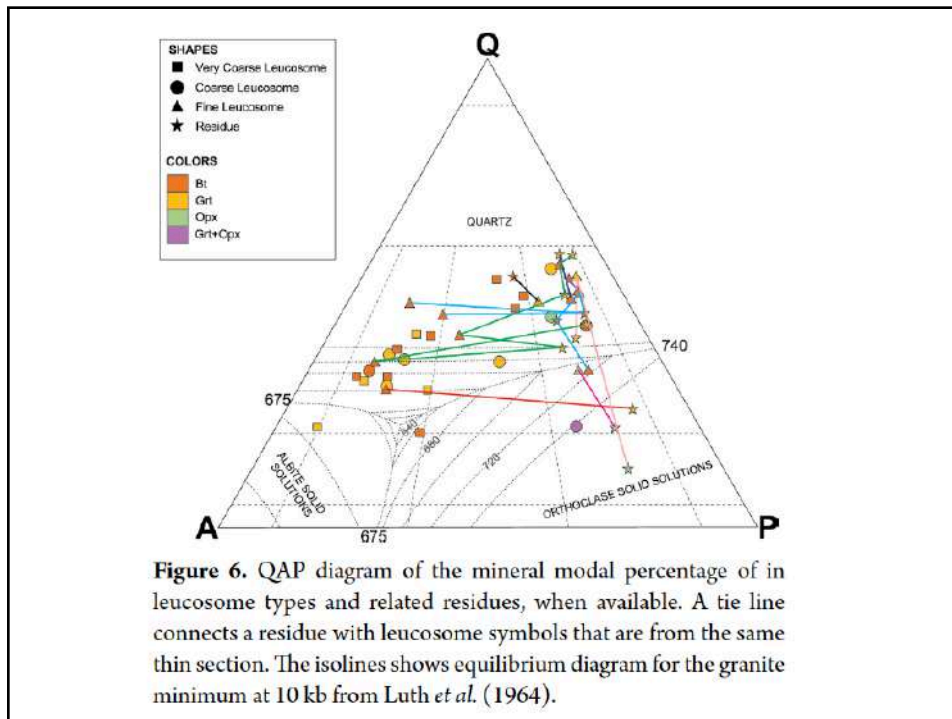 Q
SHAPES
Very Coarse Leucosome
Coarse Leucosome
Fine Leucosome
Residue
COLORS
Bt
Grt
Opx
Grt+Opx
QUARTZ
740
675
640
680
720
ALBITE SOLID
SOLUTIONS
ORTHOCLASE SOLID SOLUTIONS
A
P
675
Figure 6. QAP diagram of the mineral modal percentage of in
leucosome types and related residues, when available. A tie line
connects a residue with leucosome symbols that are from the same
thin section. The isolines shows equilibrium diagram for the granite
minimum at 10 kb from Luth et al. (1964).